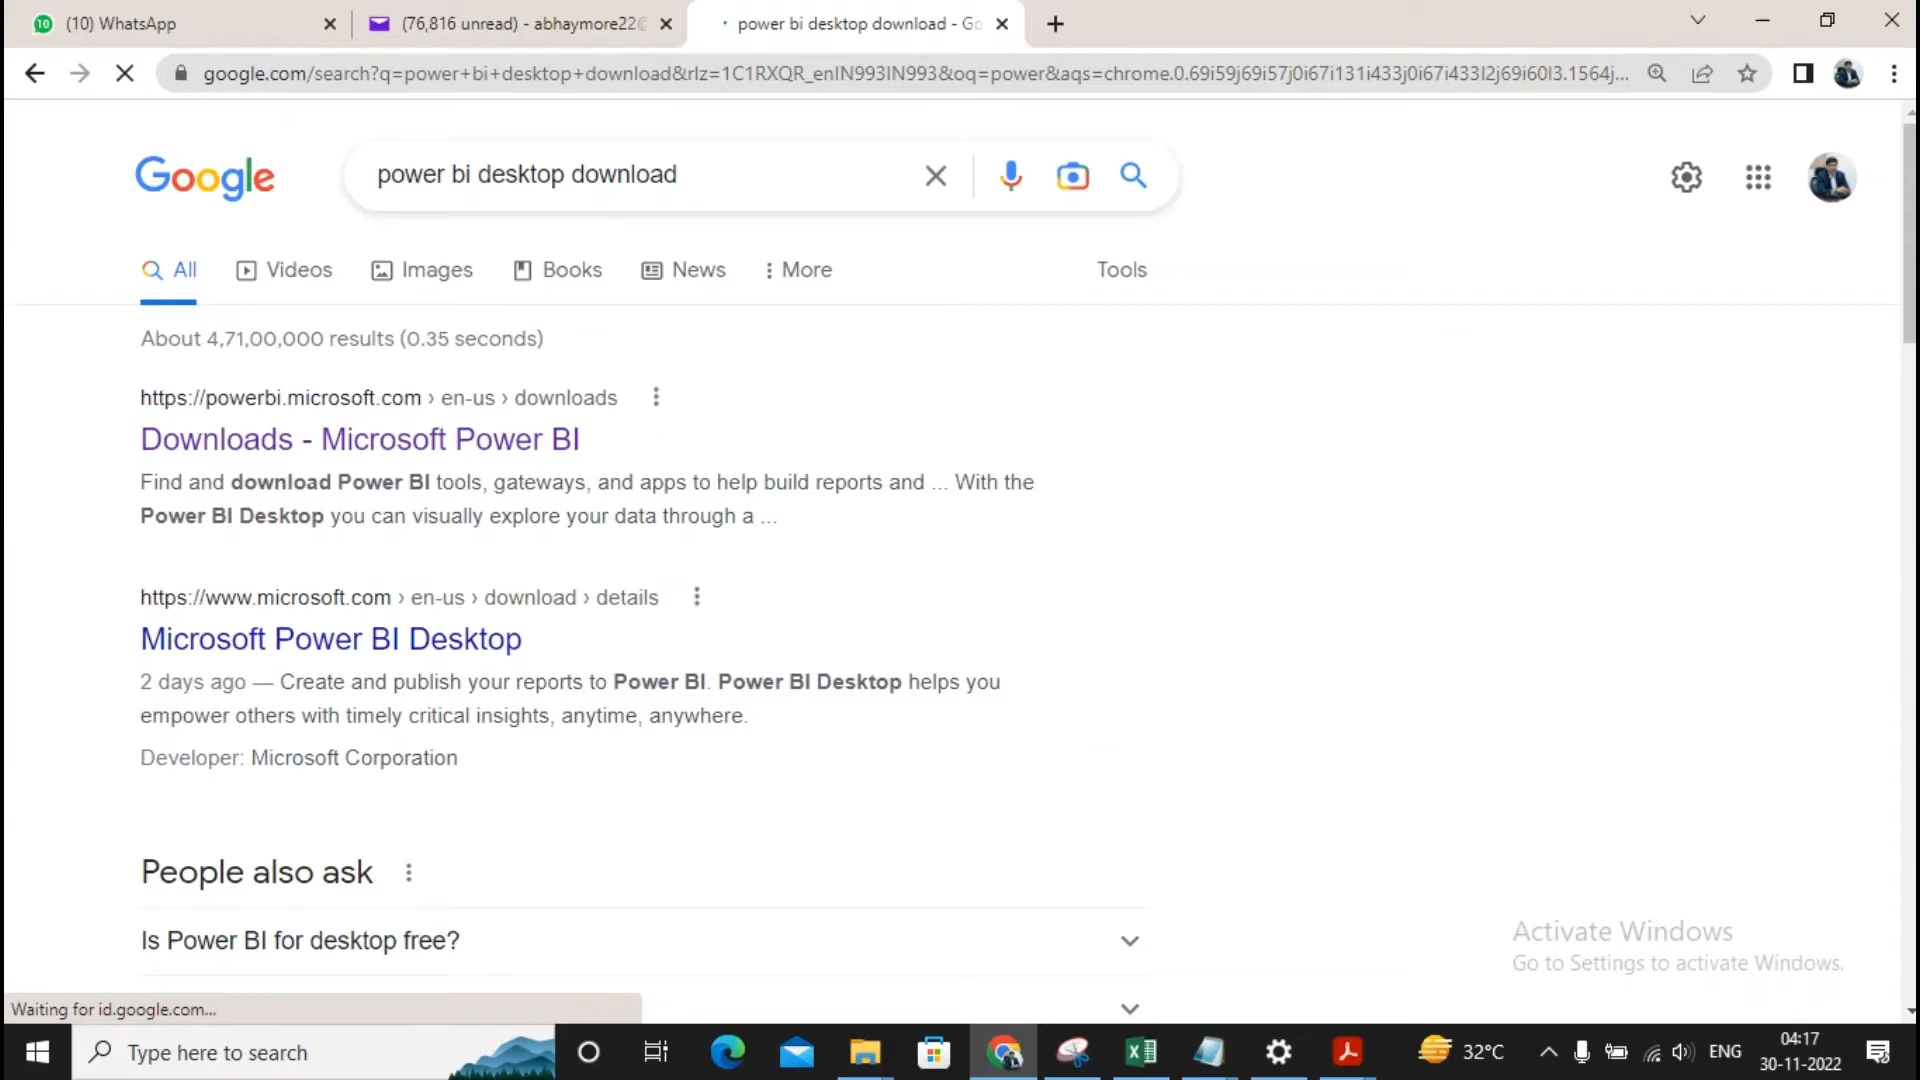 (10) WhatsApp
(76,816 unread) - abhaymore22@
power bi desktop download - Go
google.com/search?q=power+bi+desktop+download&rlz=1C1RXQR_enIN993IN993&oq=power&aqs=chrome.0.69i59j69i57j0i67i131i433j0i67i433l2j69i60l3.1564j...
Google
power bi desktop download
All
Videos
Images
Books
News
More
Tools
About 4,71,00,000 results (0.35 seconds)
https://powerbi.microsoft.com › en-us › downloads
Downloads - Microsoft Power BI
Find and download Power BI tools, gateways, and apps to help build reports and ... With the
Power BI Desktop you can visually explore your data through a ...
https://www.microsoft.com › en-us › download › details
Microsoft Power BI Desktop
2 days ago — Create and publish your reports to Power BI. Power BI Desktop helps you
empower others with timely critical insights, anytime, anywhere.
Developer: Microsoft Corporation
People also ask
Is Power BI for desktop free?
Activate Windows
Go to Settings to activate Windows.
Waiting for id.google.com...
Type here to search
32°C
ENG
04:17
30-11-2022